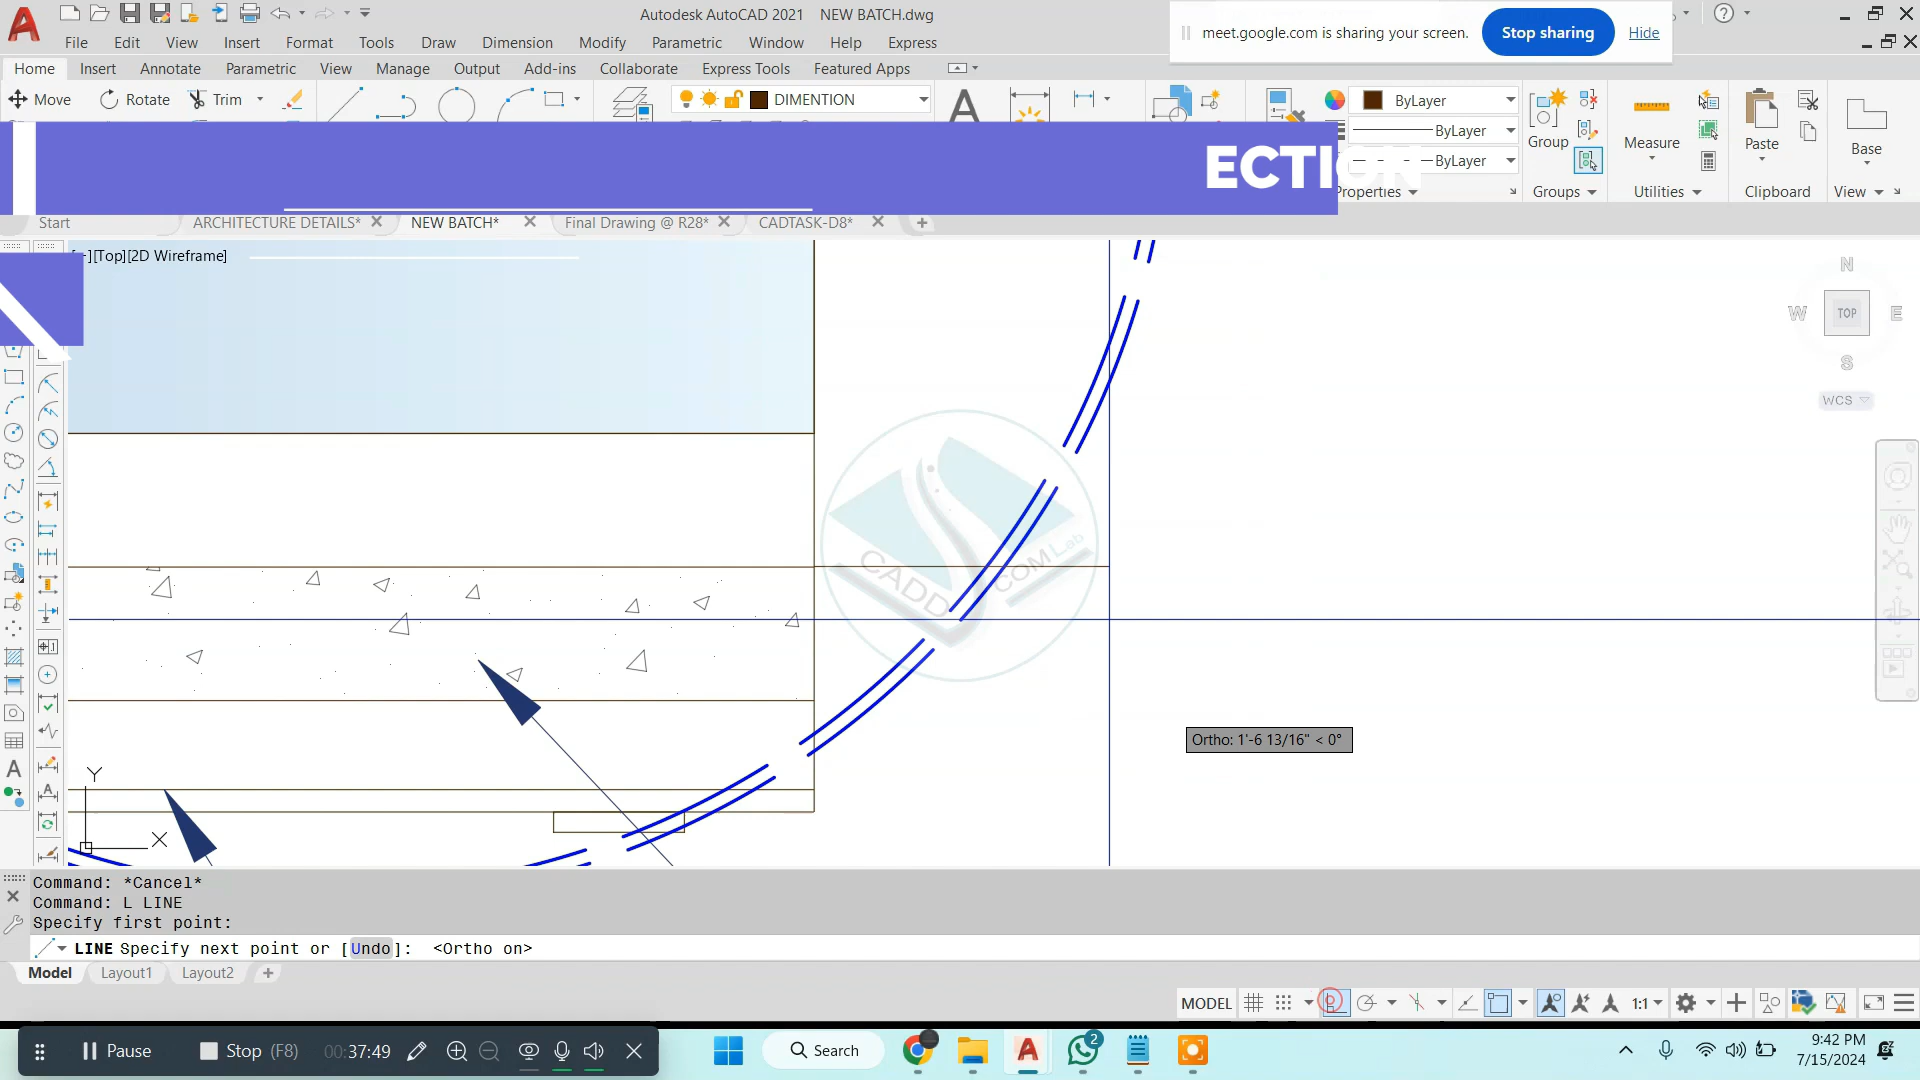 Autodesk AutoCAD 2021 NEW BATCH.dwg
meet.google.com is sharing your screen. Stop sharing Hide
File Edit View Insert Format Tools Draw Dimension Modify Parametric Window Help Express
Home Insert Annotate Parametric View Manage Output Add-ins Collaborate Express Tools Featured Apps
Move Rotate Trim DIMENTION ByLayer
ByLayer
ByLayer
Group Measure Paste Base
ECTION
Properties Groups Utilities Clipboard View
Start ARCHITECTURE DETAILS* NEW BATCH* Final Drawing @ R28* CADTASK-D8*
[Top][2D Wireframe]
N
W TOP E
S
WCS
CADD COM Lab
Ortho: 1'-6 13/16" < 0°
Y
X
Command: *Cancel*
Command: L LINE
Specify first point:
LINE Specify next point or [Undo]: <Ortho on>
Model Layout1 Layout2
MODEL 1:1
Pause Stop (F8) 00:37:49
Search
2
9:42 PM
7/15/2024